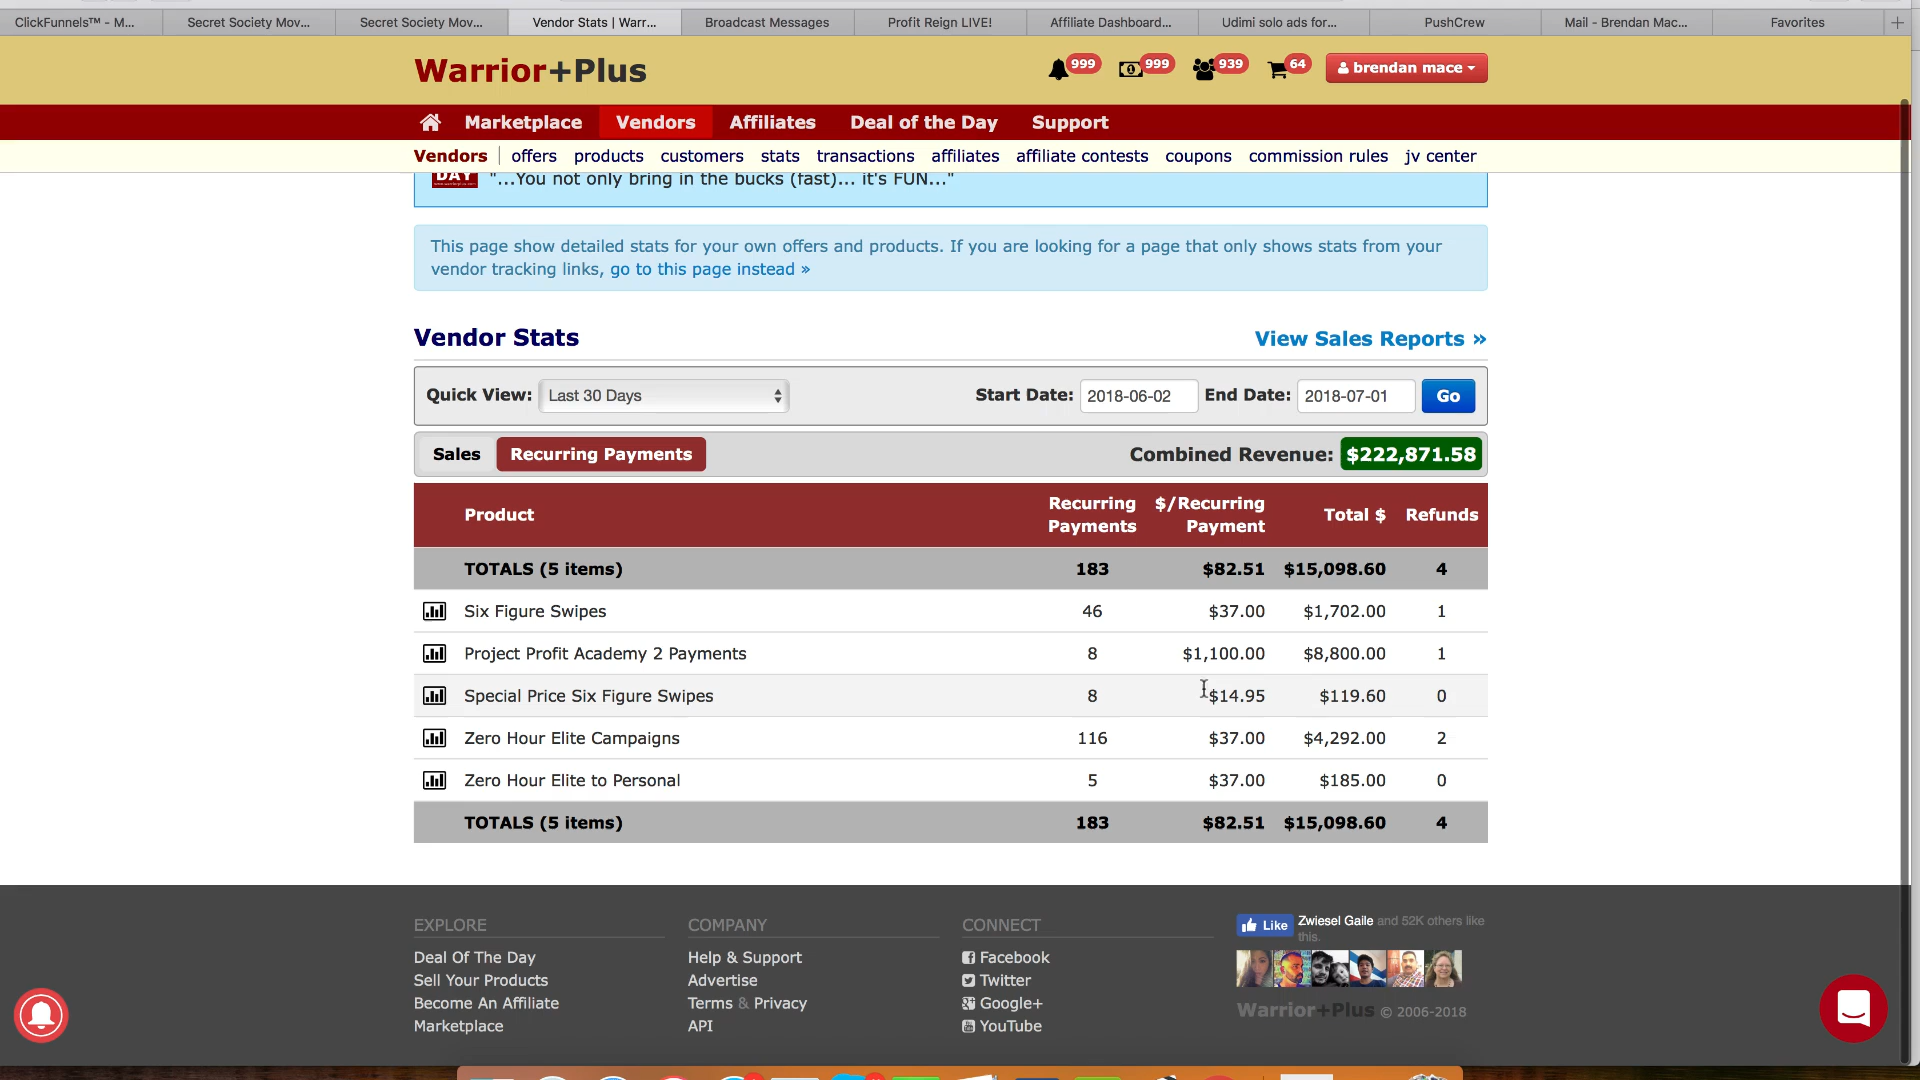 ClickFunnels™ - M... Secret Society Mov... Secret Society Mov... Vendor Stats | Warr... Broadcast Messages Profit Reign LIVE! Affiliate Dashboard... Udimi solo ads for... PushCrew Mail - Brendan Mac... Favorites
Warrior+Plus 999 999 939 64 brendan mace
Marketplace Vendors Affiliates Deal of the Day Support
Vendors offers products customers stats transactions affiliates affiliate contests coupons commission rules jv center
DAY "...You not only bring in the bucks (fast)... it's FUN..."
This page show detailed stats for your own offers and products. If you are looking for a page that only shows stats from your
vendor tracking links, go to this page instead »
Vendor Stats View Sales Reports »
Quick View: Last 30 Days Start Date: 2018-06-02 End Date: 2018-07-01 Go
Sales Recurring Payments Combined Revenue: $222,871.58
Product Recurring Payments $/Recurring Payment Total $ Refunds
TOTALS (5 items) 183 $82.51 $15,098.60 4
Six Figure Swipes 46 $37.00 $1,702.00 1
Project Profit Academy 2 Payments 8 $1,100.00 $8,800.00 1
Special Price Six Figure Swipes 8 $14.95 $119.60 0
Zero Hour Elite Campaigns 116 $37.00 $4,292.00 2
Zero Hour Elite to Personal 5 $37.00 $185.00 0
TOTALS (5 items) 183 $82.51 $15,098.60 4
EXPLORE COMPANY CONNECT
Like Zwiesel Gaile and 52K others like
this.
Deal Of The Day Help & Support Facebook
Sell Your Products Advertise Twitter
Become An Affiliate Terms & Privacy Google+
Marketplace API YouTube
Warrior+Plus © 2006-2018